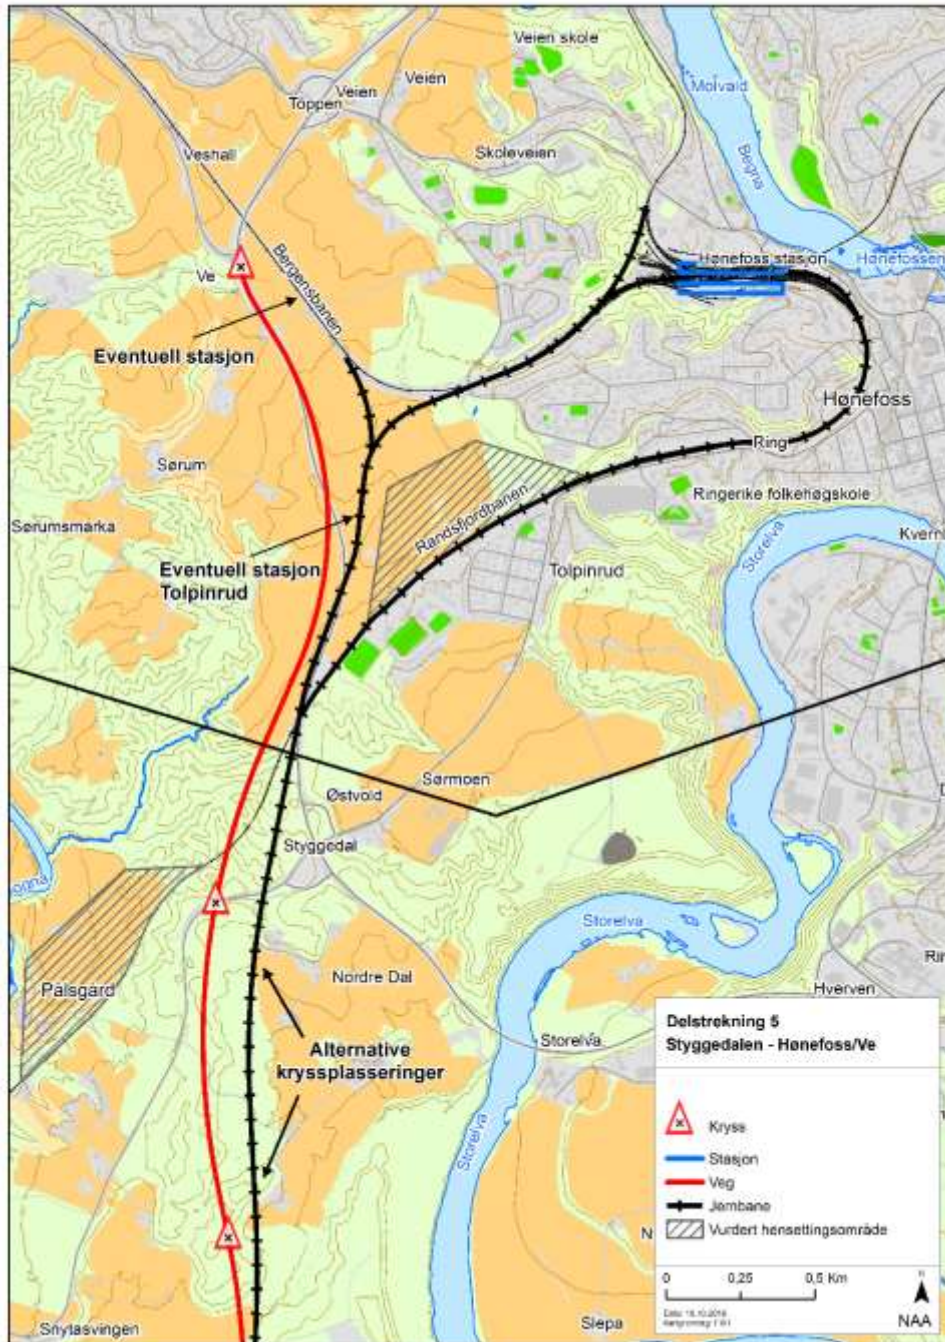 Veien skole
Molvald
Veien
Veien
Toppen
Skoleveien
Veshall
Begna
Bergensbanen
Hønefoss stasjon
Ve
Eventuell stasjon
Hønefoss
Ring
Sørum
Ringerike folkehøgskole
Randsfjordbanen
Sørumsmarka
Storelva
Eventuell stasjon
Tolpinrud
Tolpinrud
Sørmoen
Østvold
Styggedal
Storelva
Nordre Dal
Pålsgard
Hverven
Storelva
Alternative
kryssplasseringer
Storelva
Delstrekning 5
Styggedalen - Hønefoss/Ve
Kryss
Stasjon
Veg
Jernbane
Vurdert hensettingsområde
0 0,25 0,5 Km
N
NAA
Snytasvingen
Slepa